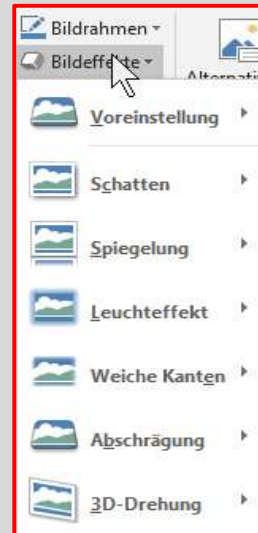 Bildrahmen
Bildeffekte
Voreinstellung
Schatten
Spiegelung
Leuchteffekt
Weiche Kanten
Abschrägung
3D-Drehung